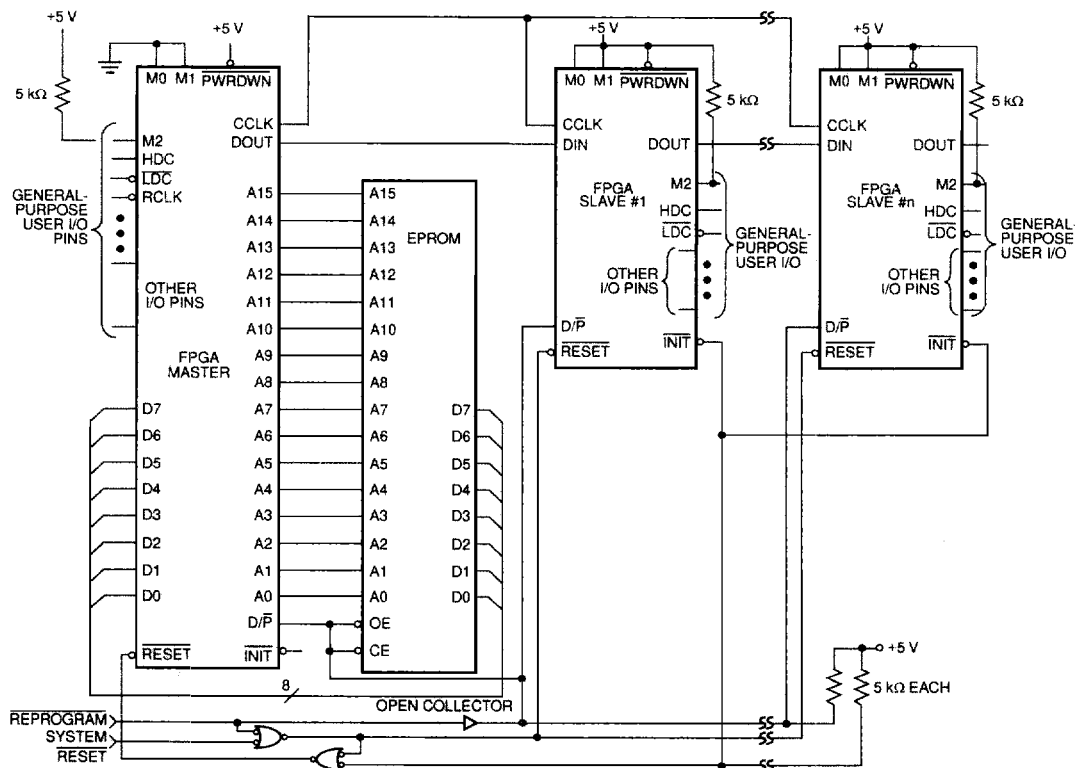 +5 V
5 kΩ
+5 V
M0
M1
PWRDWN
M2
HDC
LDC
RCLK
GENERAL-
PURPOSE
USER I/O
PINS
OTHER
I/O PINS
FPGA
MASTER
CCLK
DOUT
A15
A14
A13
A12
A11
A10
A9
A8
A7
A6
A5
A4
A3
A2
A1
A0
D/P
INIT
D7
D6
D5
D4
D3
D2
D1
D0
RESET
EPROM
A15
A14
A13
A12
A11
A10
A9
A8
A7
A6
A5
A4
A3
A2
A1
A0
OE
CE
D7
D6
D5
D4
D3
D2
D1
D0
8
+5 V
M0
M1
PWRDWN
5 kΩ
CCLK
DIN
DOUT
FPGA
SLAVE #1
M2
HDC
LDC
GENERAL-
PURPOSE
USER I/O
OTHER
I/O PINS
D/P
RESET
INIT
+5 V
M0
M1
PWRDWN
5 kΩ
CCLK
DIN
DOUT
FPGA
SLAVE #n
M2
HDC
LDC
GENERAL-
PURPOSE
USER I/O
OTHER
I/O PINS
D/P
RESET
INIT
+5 V
5 kΩ EACH
OPEN COLLECTOR
REPROGRAM
SYSTEM
RESET